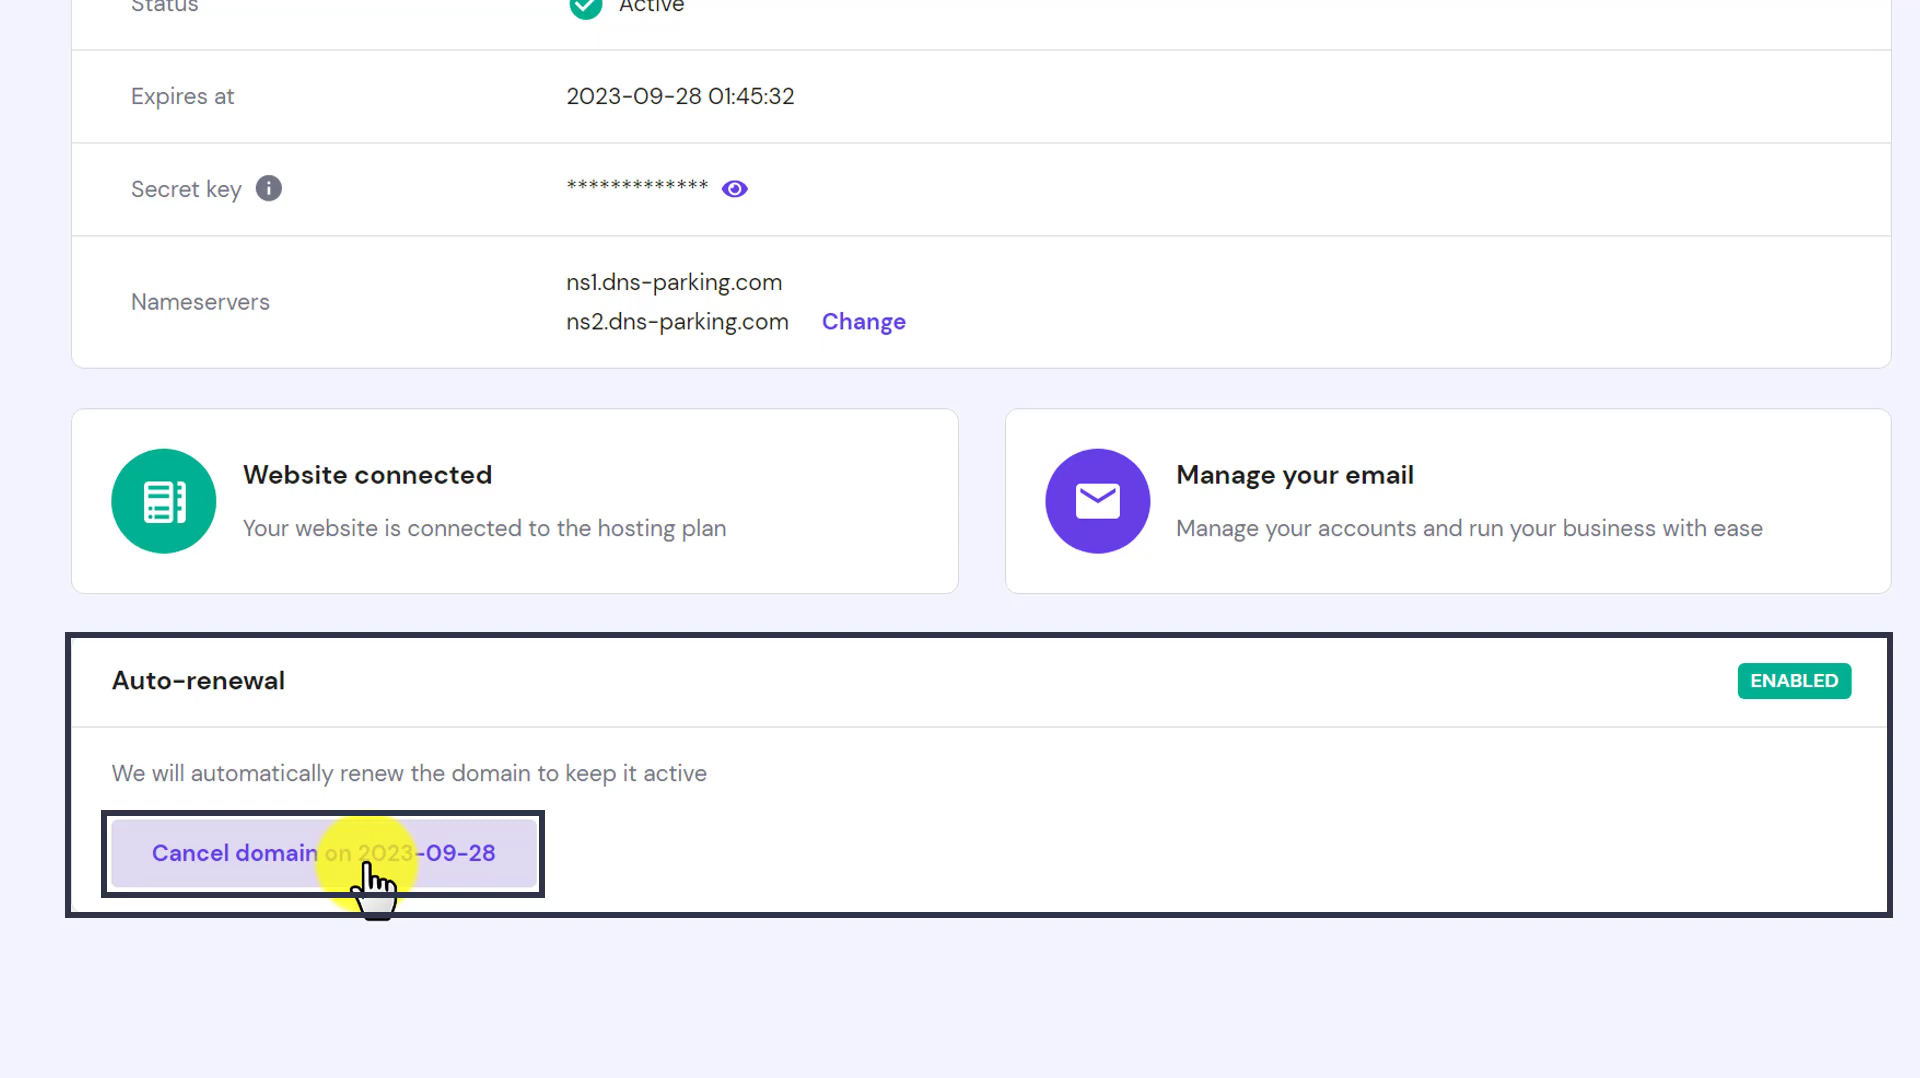 Status
Active
Expires at
2023-09-28 01:45:32
Secret key
*************
Nameservers
ns1.dns-parking.com
ns2.dns-parking.com Change
Website connected
Your website is connected to the hosting plan
Manage your email
Manage your accounts and run your business with ease
Auto-renewal
ENABLED
We will automatically renew the domain to keep it active
Cancel domain on 2023-09-28